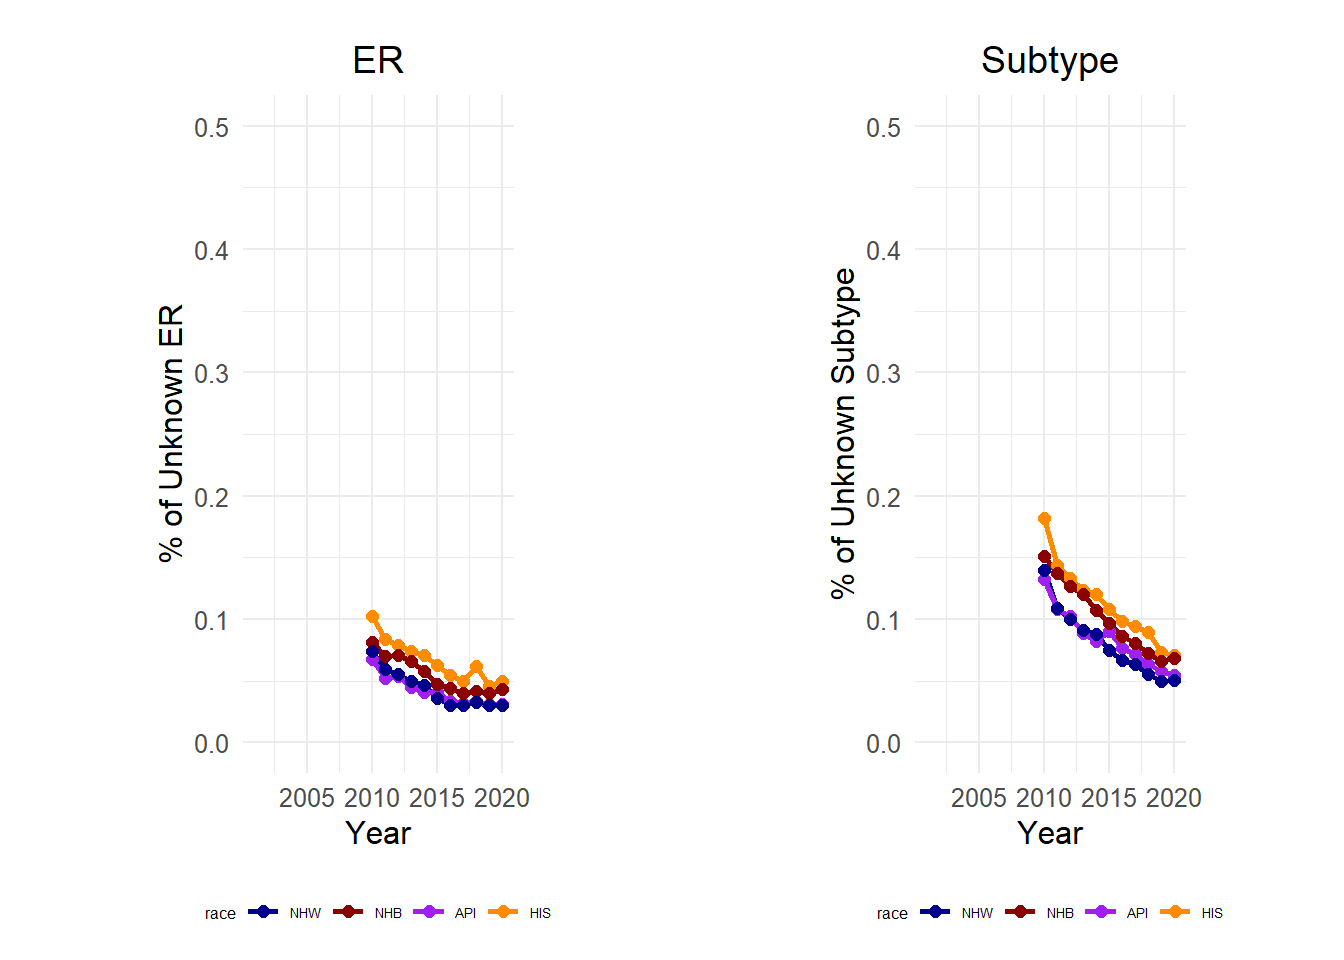 ER
% of Unknown ER
0.5
0.4
0.3
0.2
0.1
0.0
2005 2010 2015 2020
Year
race NHW NHB API HIS
Subtype
% of Unknown Subtype
0.5
0.4
0.3
0.2
0.1
0.0
2005 2010 2015 2020
Year
race NHW NHB API HIS